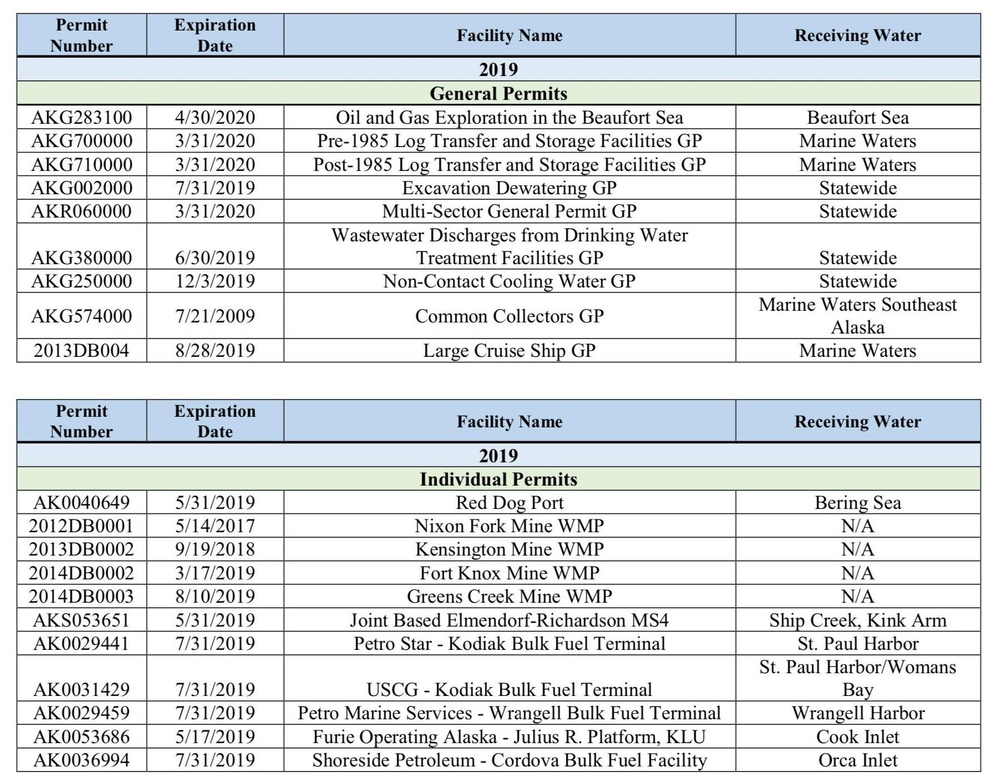 Permit Number Expiration Date Facility Name Receiving Water
2019
General Permits
AKG283100 4/30/2020 Oil and Gas Exploration in the Beaufort Sea Beaufort Sea
AKG700000 3/31/2020 Pre-1985 Log Transfer and Storage Facilities GP Marine Waters
AKG710000 3/31/2020 Post-1985 Log Transfer and Storage Facilities GP Marine Waters
AKG002000 7/31/2019 Excavation Dewatering GP Statewide
AKR060000 3/31/2020 Multi-Sector General Permit GP Statewide
Wastewater Discharges from Drinking Water
AKG380000 6/30/2019 Treatment Facilities GP Statewide
AKG250000 12/3/2019 Non-Contact Cooling Water GP Statewide
AKG574000 7/21/2009 Common Collectors GP Marine Waters Southeast
Alaska
2013DB004 8/28/2019 Large Cruise Ship GP Marine Waters
Permit Number Expiration Date Facility Name Receiving Water
2019
Individual Permits
AK0040649 5/31/2019 Red Dog Port Bering Sea
2012DB0001 5/14/2017 Nixon Fork Mine WMP N/A
2013DB0002 9/19/2018 Kensington Mine WMP N/A
2014DB0002 3/17/2019 Fort Knox Mine WMP N/A
2014DB0003 8/10/2019 Greens Creek Mine WMP N/A
AKS053651 5/31/2019 Joint Based Elmendorf-Richardson MS4 Ship Creek, Kink Arm
AK0029441 7/31/2019 Petro Star - Kodiak Bulk Fuel Terminal St. Paul Harbor
St. Paul Harbor/Womans
AK0031429 7/31/2019 USCG - Kodiak Bulk Fuel Terminal Bay
AK0029459 7/31/2019 Petro Marine Services - Wrangell Bulk Fuel Terminal Wrangell Harbor
AK0053686 5/17/2019 Furie Operating Alaska - Julius R. Platform, KLU Cook Inlet
AK0036994 7/31/2019 Shoreside Petroleum - Cordova Bulk Fuel Facility Orca Inlet